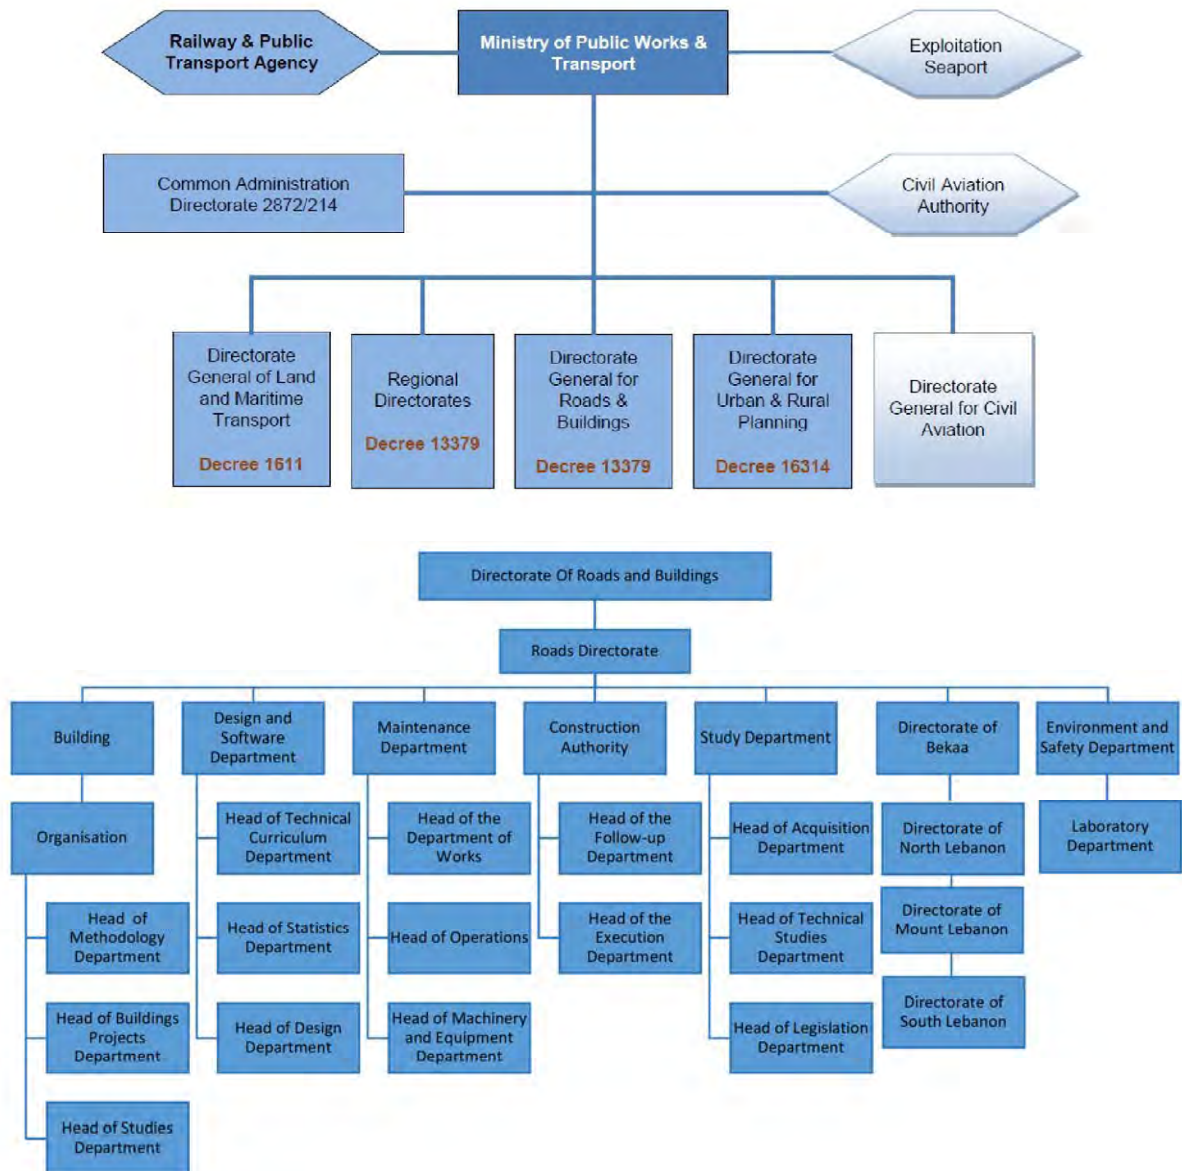 Railway & Public
Transport Agency
Ministry of Public Works &
Transport
Exploitation
Seaport
Common Administration
Directorate 2872/214
Civil Aviation
Authority
Directorate
General of Land
and Maritime
Transport
Decree 1611
Regional
Directorates
Decree 13379
Directorate
General for
Roads &
Buildings
Decree 13379
Directorate
General for
Urban & Rural
Planning
Decree 16314
Directorate
General for Civil
Aviation
Directorate Of Roads and Buildings
Roads Directorate
Building
Design and
Software
Department
Maintenance
Department
Construction
Authority
Study Department
Directorate of
Bekaa
Environment and
Safety Department
Organisation
Head of Technical
Curriculum
Department
Head of the
Department of
Works
Head of the
Follow-up
Department
Head of Acquisition
Department
Directorate of
North Lebanon
Laboratory
Department
Head of
Methodology
Department
Head of Statistics
Department
Head of Operations
Head of the
Execution
Department
Head of Technical
Studies
Department
Directorate of
Mount Lebanon
Head of Buildings
Projects
Department
Head of Design
Department
Head of Machinery
and Equipment
Department
Head of Legislation
Department
Directorate of
South Lebanon
Head of Studies
Department